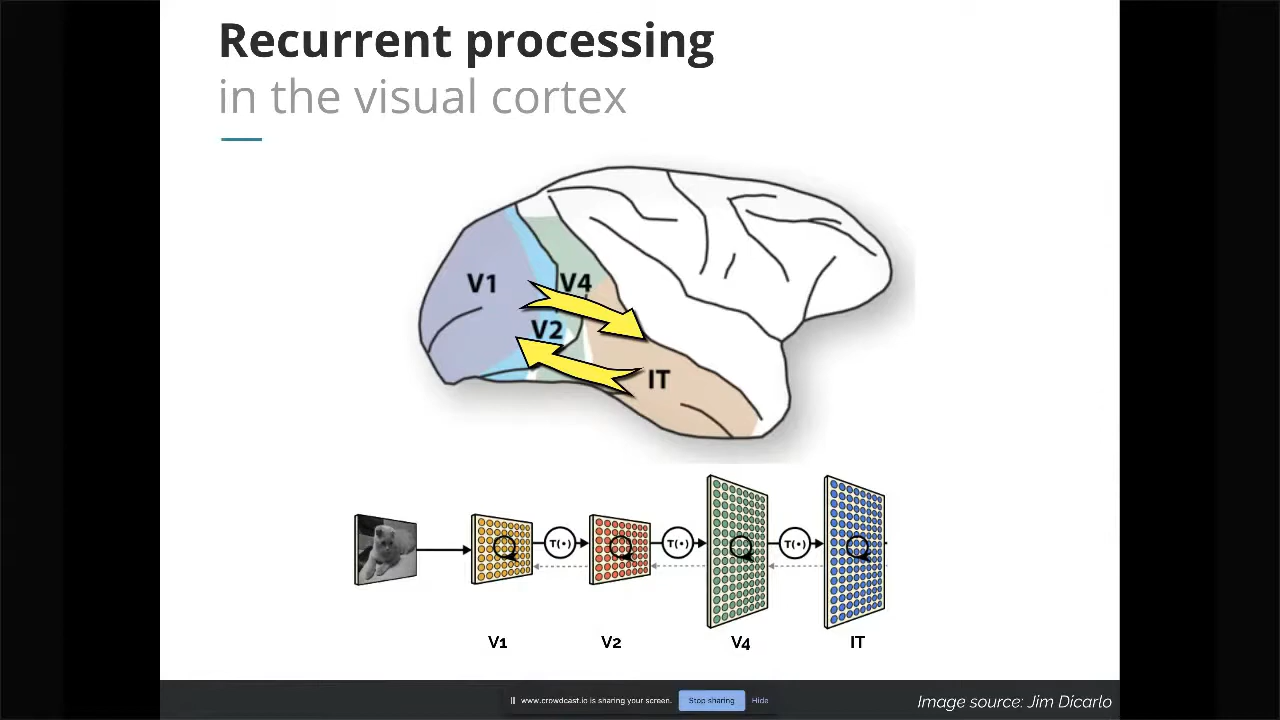 Recurrent processing
in the visual cortex
V1
V4
V2
IT
T(•)
T(•)
T(•)
V1
V2
V4
IT
www.crowdcast.io is sharing your screen.
Stop sharing
Hide
Image source: Jim Dicarlo